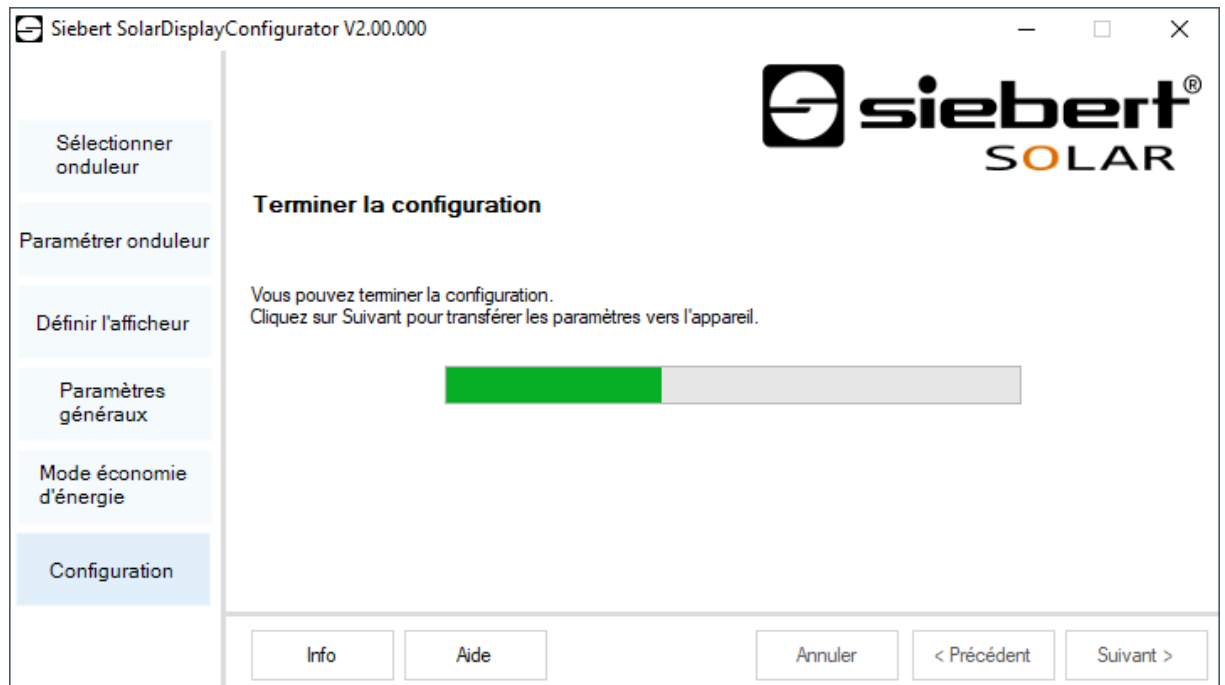 Siebert SolarDisplayConfigurator V2.00.000
siebert®
SOLAR
Sélectionner
onduleur
Paramétrer onduleur
Définir l'afficheur
Paramètres
généraux
Mode économie
d'énergie
Configuration
Terminer la configuration
Vous pouvez terminer la configuration.
Cliquez sur Suivant pour transférer les paramètres vers l'appareil.
Info
Aide
Annuler
< Précédent
Suivant >